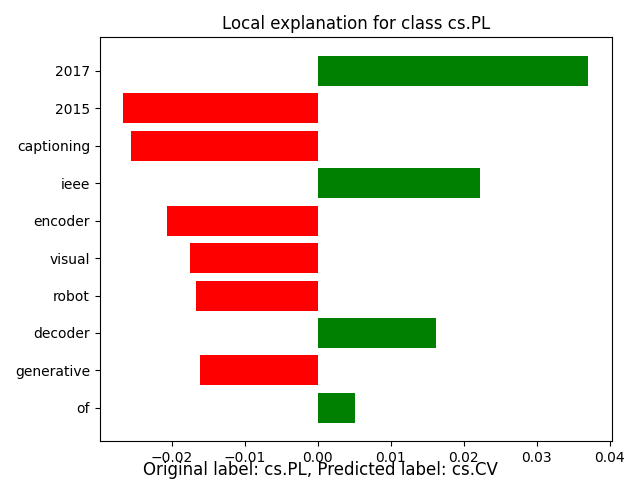 Local explanation for class cs.PL
2017
2015
captioning
ieee
encoder
visual
robot
decoder
generative
of
−0.02 −0.01 0.00 0.01 0.02 0.03 0.04
Original label: cs.PL, Predicted label: cs.CV